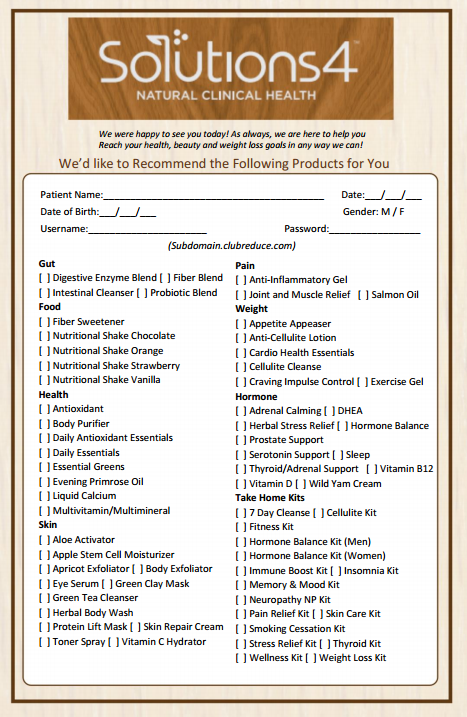 Solutions4™
NATURAL CLINICAL HEALTH
We were happy to see you today! As always, we are here to help you
Reach your health, beauty and weight loss goals in any way we can!
We'd like to Recommend the Following Products for You
Patient Name:______________________________________ Date:___/___/___
Date of Birth:___/___/___ Gender: M / F
Username:____________________ Password:________________
(Subdomain.clubreduce.com)
Gut
[ ] Digestive Enzyme Blend [ ] Fiber Blend
[ ] Intestinal Cleanser [ ] Probiotic Blend
Food
[ ] Fiber Sweetener
[ ] Nutritional Shake Chocolate
[ ] Nutritional Shake Orange
[ ] Nutritional Shake Strawberry
[ ] Nutritional Shake Vanilla
Health
[ ] Antioxidant
[ ] Body Purifier
[ ] Daily Antioxidant Essentials
[ ] Daily Essentials
[ ] Essential Greens
[ ] Evening Primrose Oil
[ ] Liquid Calcium
[ ] Multivitamin/Multimineral
Skin
[ ] Aloe Activator
[ ] Apple Stem Cell Moisturizer
[ ] Apricot Exfoliator [ ] Body Exfoliator
[ ] Eye Serum [ ] Green Clay Mask
[ ] Green Tea Cleanser
[ ] Herbal Body Wash
[ ] Protein Lift Mask [ ] Skin Repair Cream
[ ] Toner Spray [ ] Vitamin C Hydrator
Pain
[ ] Anti-Inflammatory Gel
[ ] Joint and Muscle Relief [ ] Salmon Oil
Weight
[ ] Appetite Appeaser
[ ] Anti-Cellulite Lotion
[ ] Cardio Health Essentials
[ ] Cellulite Cleanse
[ ] Craving Impulse Control [ ] Exercise Gel
Hormone
[ ] Adrenal Calming [ ] DHEA
[ ] Herbal Stress Relief [ ] Hormone Balance
[ ] Prostate Support
[ ] Serotonin Support [ ] Sleep
[ ] Thyroid/Adrenal Support [ ] Vitamin B12
[ ] Vitamin D [ ] Wild Yam Cream
Take Home Kits
[ ] 7 Day Cleanse [ ] Cellulite Kit
[ ] Fitness Kit
[ ] Hormone Balance Kit (Men)
[ ] Hormone Balance Kit (Women)
[ ] Immune Boost Kit [ ] Insomnia Kit
[ ] Memory & Mood Kit
[ ] Neuropathy NP Kit
[ ] Pain Relief Kit [ ] Skin Care Kit
[ ] Smoking Cessation Kit
[ ] Stress Relief Kit [ ] Thyroid Kit
[ ] Wellness Kit [ ] Weight Loss Kit